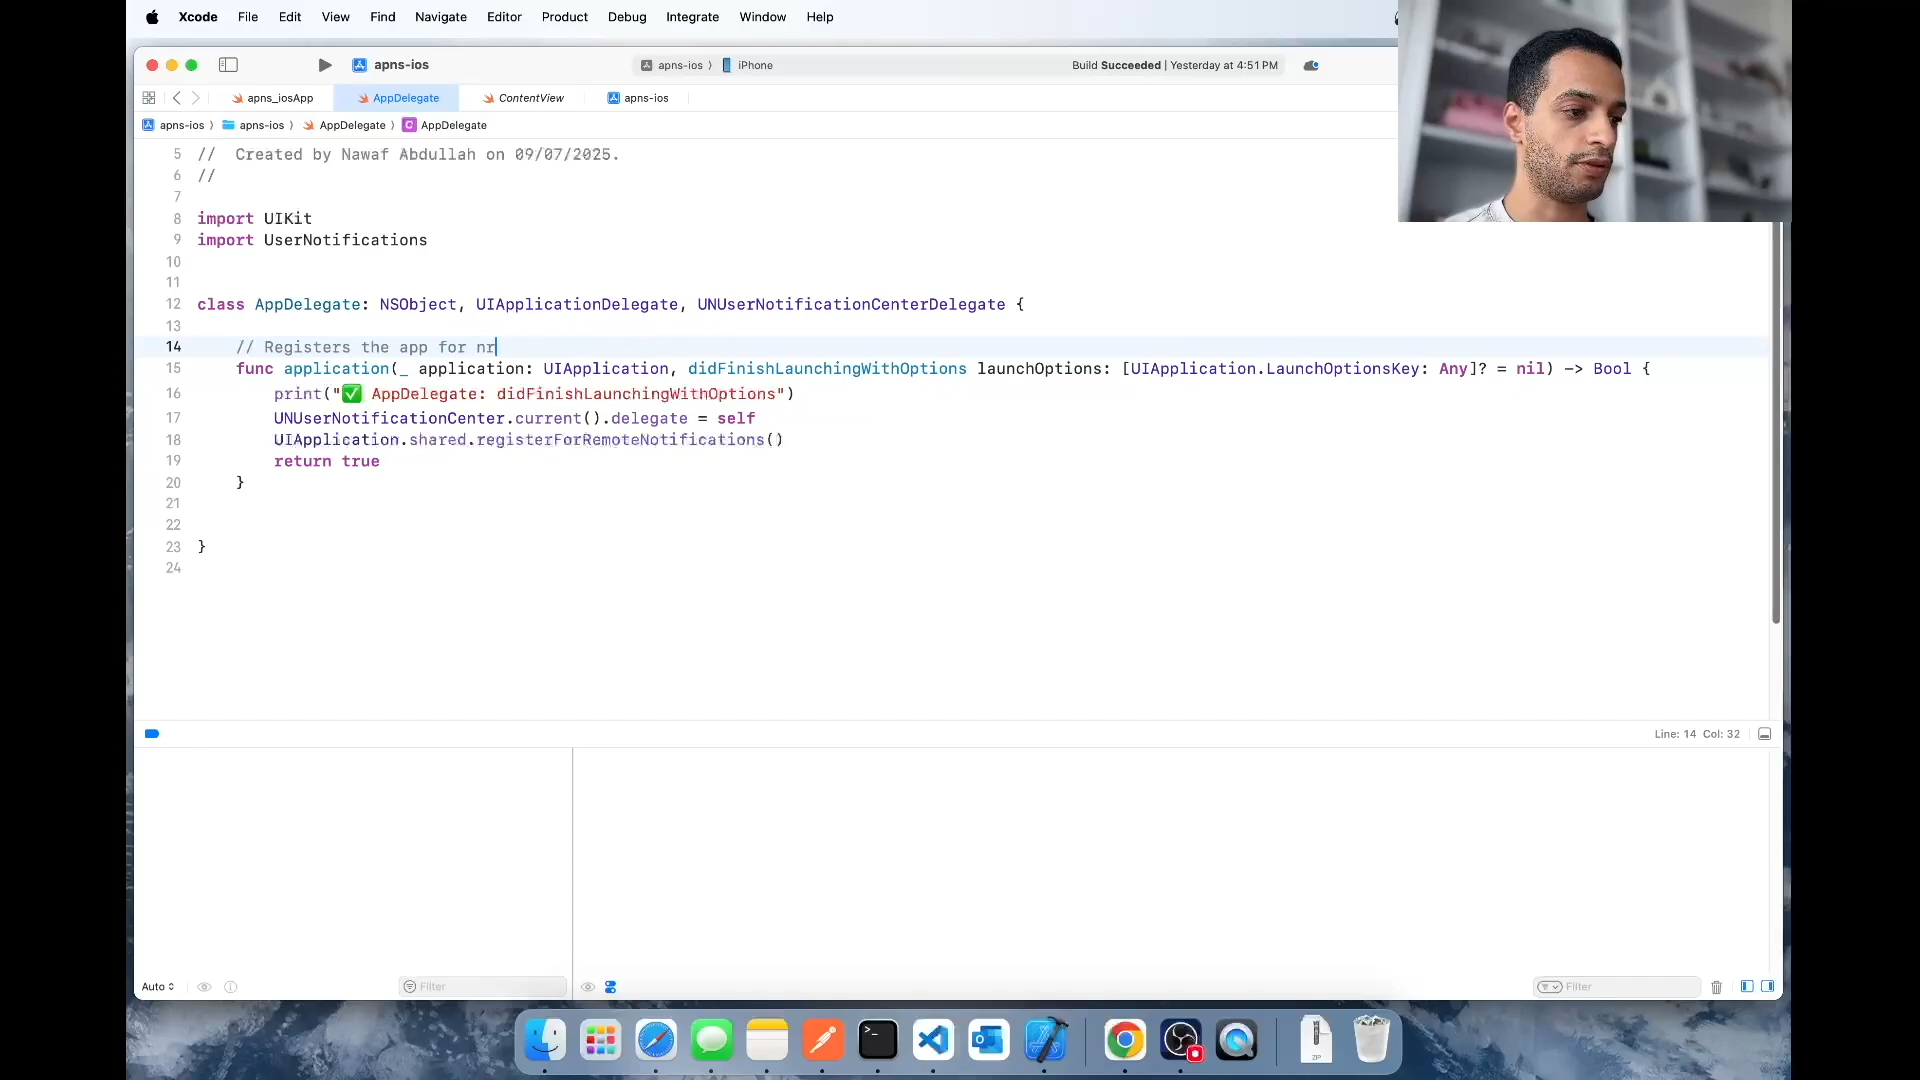 Xcode File Edit View Find Navigate Editor Product Debug Integrate Window Help
apns-ios
apns-ios 〉 iPhone
Build Succeeded | Yesterday at 4:51 PM
apns_iosApp AppDelegate ContentView apns-ios
apns-ios 〉 apns-ios 〉 AppDelegate 〉 C AppDelegate
5 //  Created by Nawaf Abdullah on 09/07/2025.
6 //
7
8 import UIKit
9 import UserNotifications
10
11
12 class AppDelegate: NSObject, UIApplicationDelegate, UNUserNotificationCenterDelegate {
13
14     // Registers the app for nr
15     func application(_ application: UIApplication, didFinishLaunchingWithOptions launchOptions: [UIApplication.LaunchOptionsKey: Any]? = nil) -> Bool {
16         print("✅ AppDelegate: didFinishLaunchingWithOptions")
17         UNUserNotificationCenter.current().delegate = self
18         UIApplication.shared.registerForRemoteNotifications()
19         return true
20     }
21
22
23 }
24
Line: 14 Col: 32
Auto
Filter
Filter
ZIP